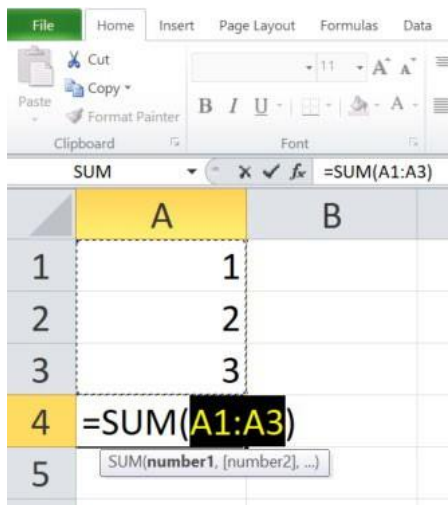 File Home Insert Page Layout Formulas Data
Cut
Copy
Paste
Format Painter
11 A A
B I U A
Clipboard Font
SUM fx =SUM(A1:A3)
A B
1 1
2 2
3 3
4 =SUM(A1:A3)
SUM(number1, [number2], ...)
5